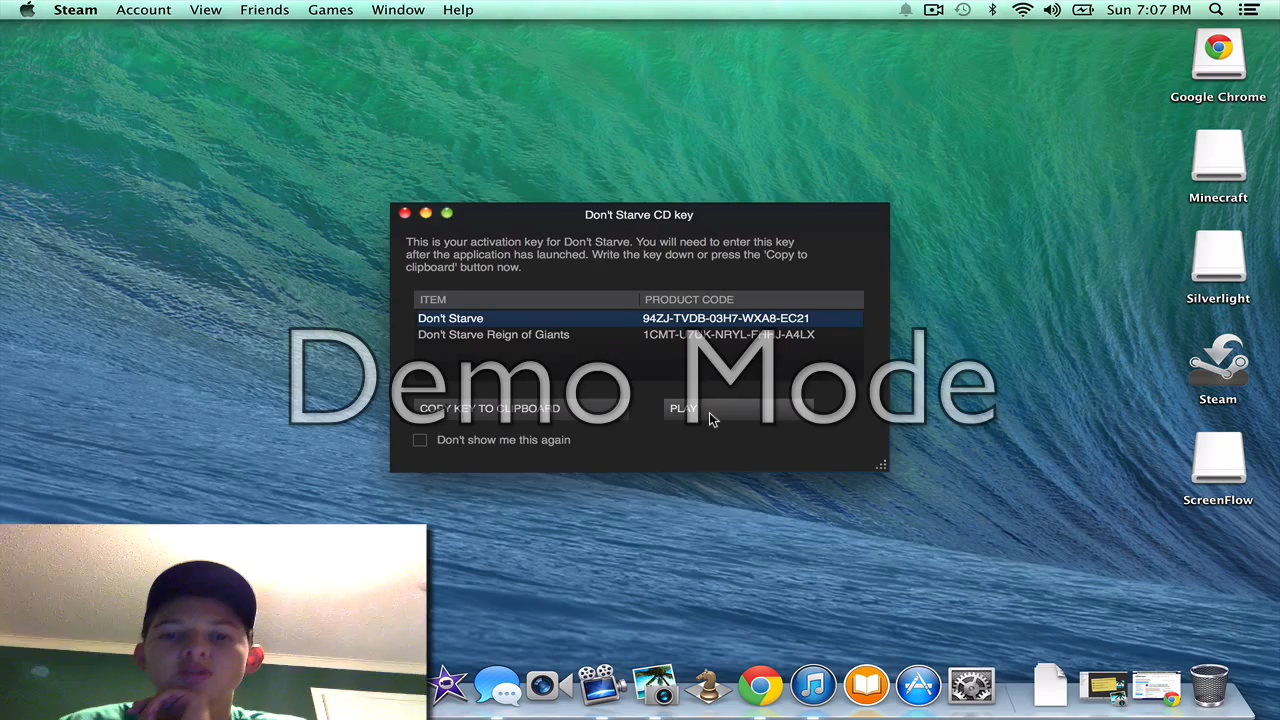 Steam Account View Friends Games Window Help Sun 7:07 PM
Google Chrome
Minecraft
Silverlight
Steam
ScreenFlow
Don't Starve CD key
This is your activation key for Don't Starve. You will need to enter this key
after the application has launched. Write the key down or press the 'Copy to
clipboard' button now.
ITEM PRODUCT CODE
Don't Starve 94ZJ-TVDB-03H7-WXA8-EC21
Don't Starve Reign of Giants
Demo Mode
COPY KEY TO CLIPBOARD PLAY
Don't show me this again